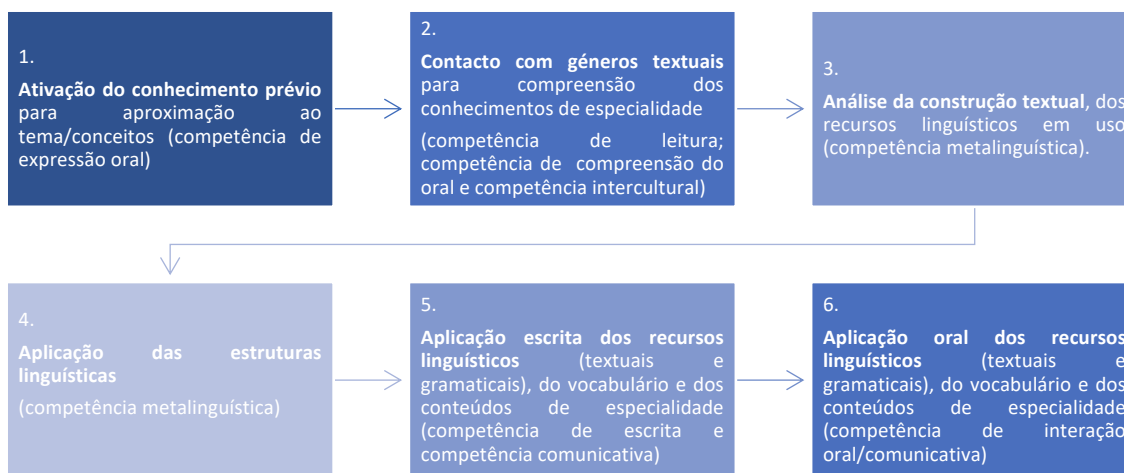 1.
Ativação do conhecimento prévio
para aproximação ao
tema/conceitos (competência de
expressão oral)
2.
Contacto com géneros textuais
para compreensão dos
conhecimentos de especialidade
(competência de leitura;
competência de compreensão do
oral e competência intercultural)
3.
Análise da construção textual, dos
recursos linguísticos em uso
(competência metalinguística).
4.
Aplicação das estruturas
linguísticas
(competência metalinguística)
5.
Aplicação escrita dos recursos
linguísticos (textuais e
gramaticais), do vocabulário e dos
conteúdos de especialidade
(competência de escrita e
competência comunicativa)
6.
Aplicação oral dos recursos
linguísticos (textuais e
gramaticais), do vocabulário e dos
conteúdos de especialidade
(competência de interação
oral/comunicativa)